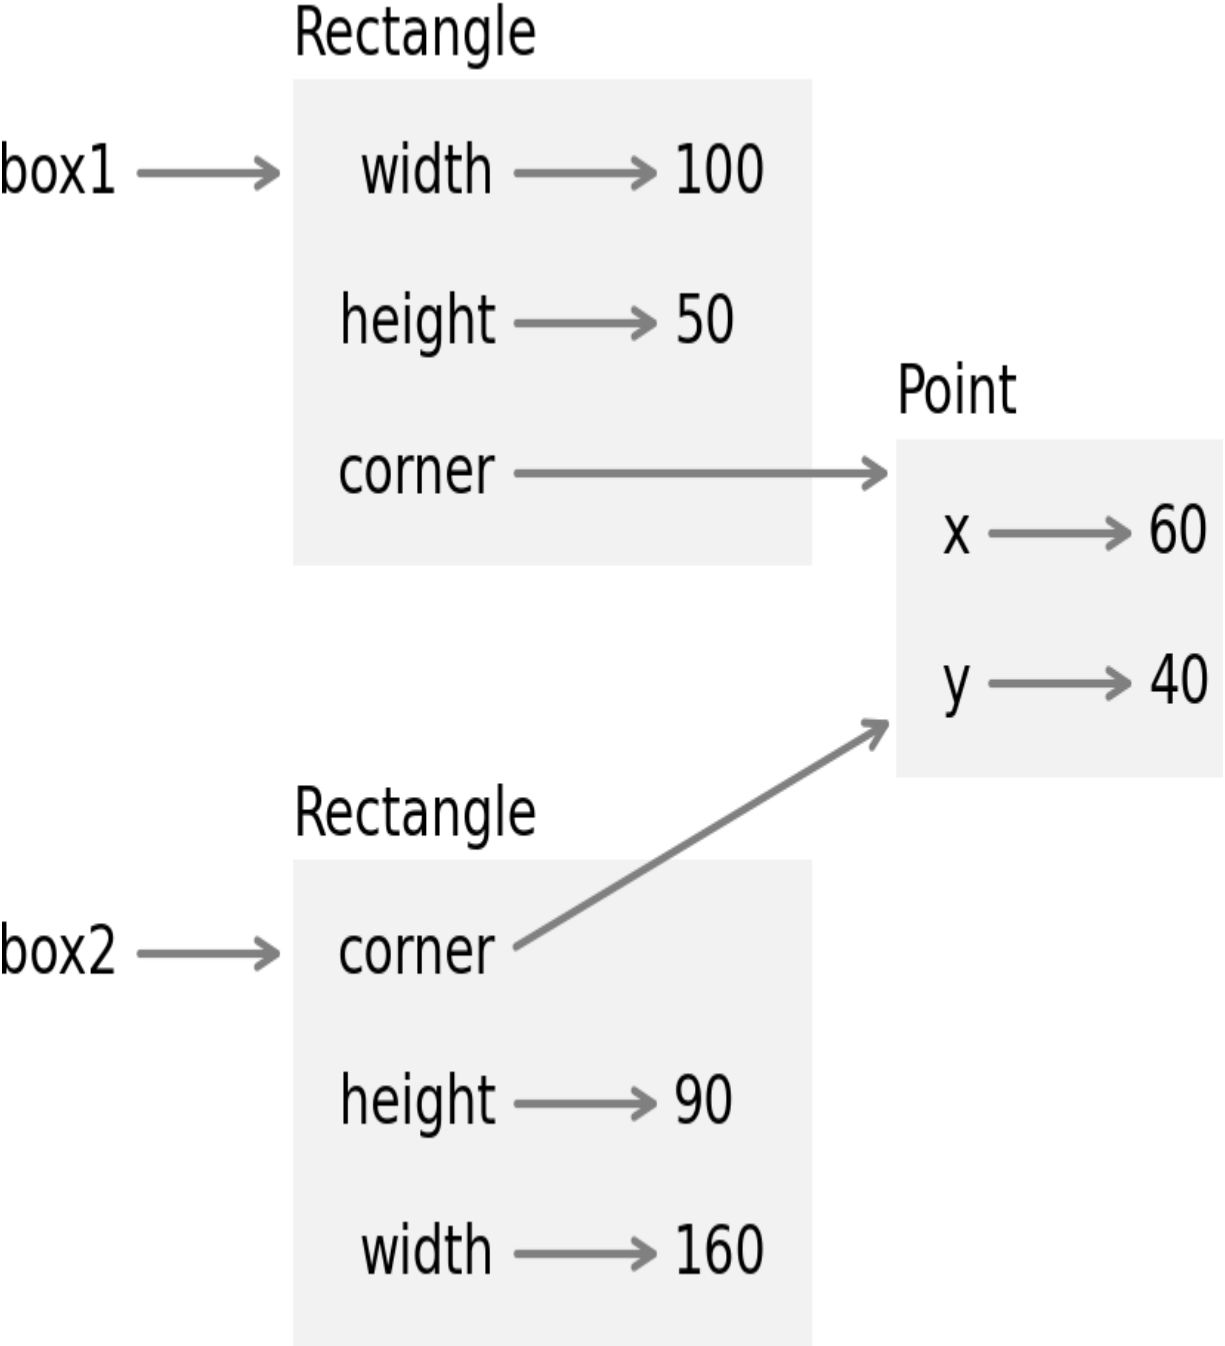 Rectangle
box1 width 100
height 50
Point
corner
x 60
y 40
Rectangle
box2 corner
height 90
width 160